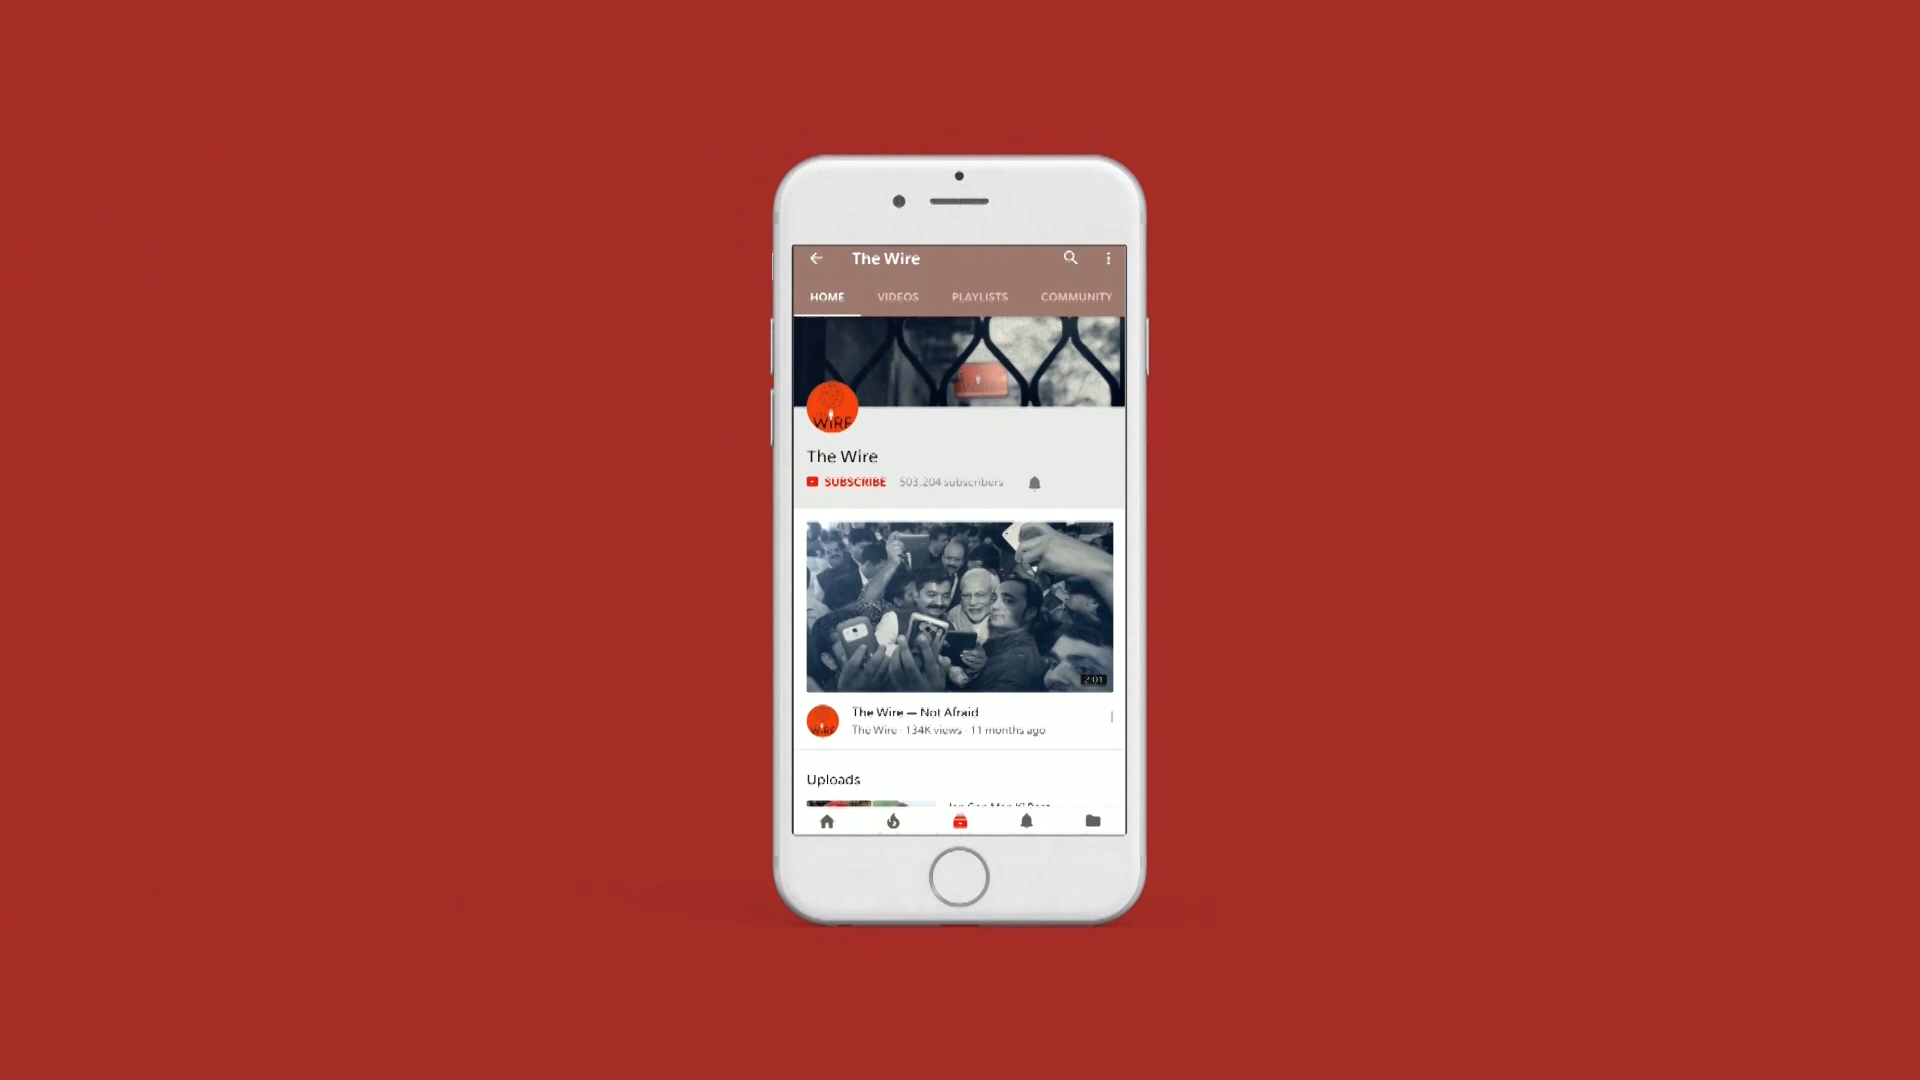 The Wire
HOME VIDEOS PLAYLISTS COMMUNITY
WIRE
The Wire
SUBSCRIBE 503,204 subscribers
2:01
The Wire — Not Afraid
WIRE
The Wire · 134K views · 11 months ago
Uploads